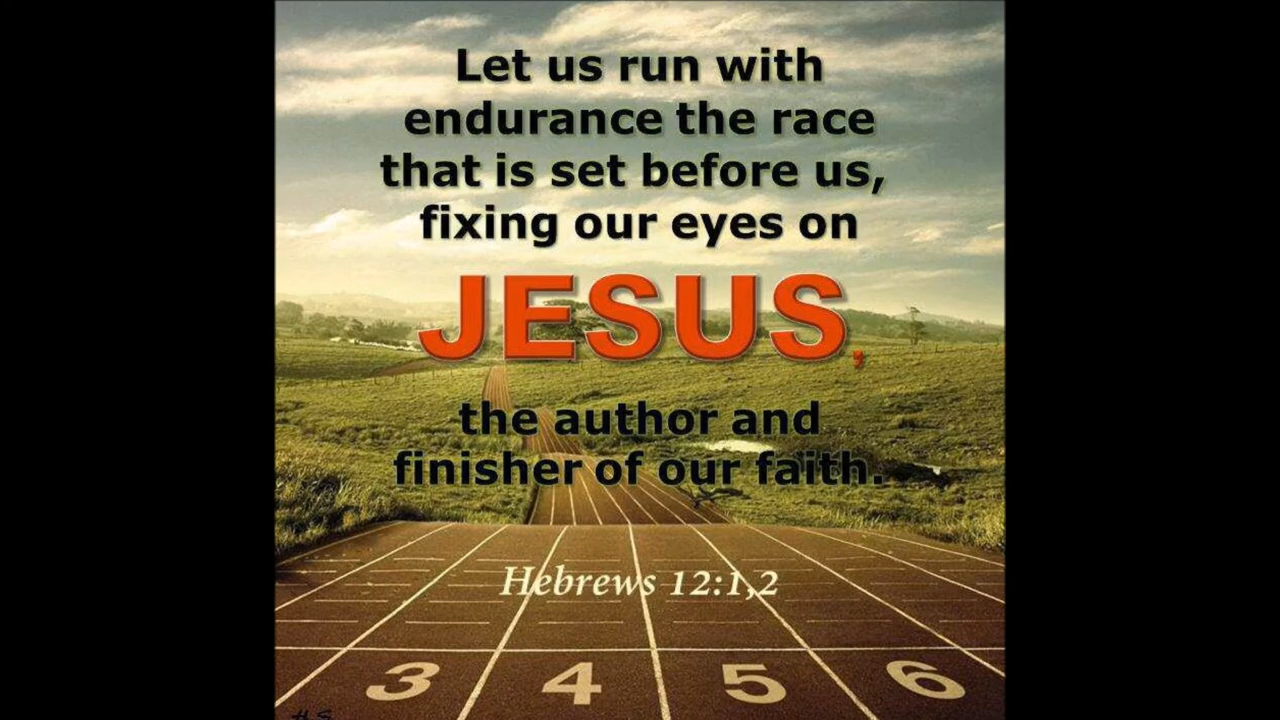 Let us run with
endurance the race
that is set before us,
fixing our eyes on
JESUS,
the author and
finisher of our faith.
Hebrews 12:1,2
3 4 5 6